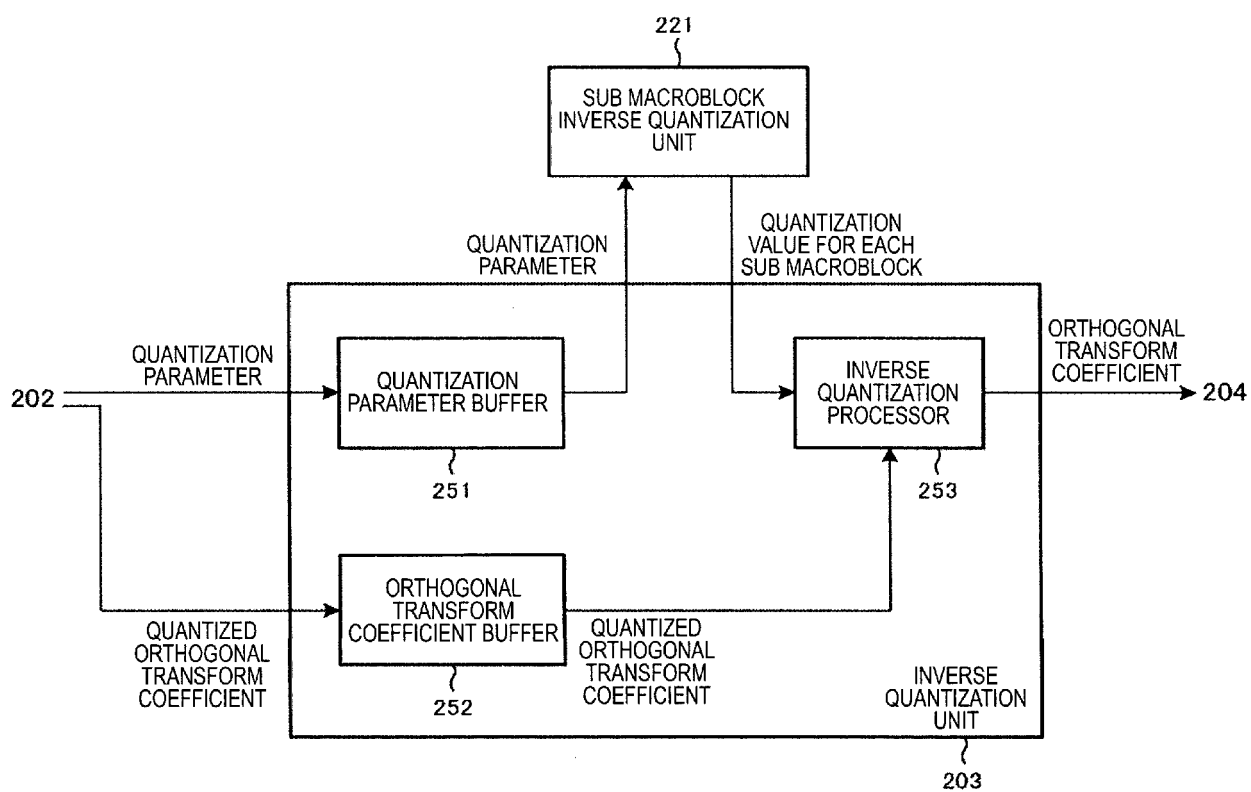 221
SUB MACROBLOCK
INVERSE QUANTIZATION
UNIT
QUANTIZATION
PARAMETER
QUANTIZATION
VALUE FOR EACH
SUB MACROBLOCK
QUANTIZATION
PARAMETER
202
QUANTIZATION
PARAMETER BUFFER
251
INVERSE
QUANTIZATION
PROCESSOR
253
ORTHOGONAL
TRANSFORM
COEFFICIENT
204
QUANTIZED
ORTHOGONAL
TRANSFORM
COEFFICIENT
ORTHOGONAL
TRANSFORM
COEFFICIENT BUFFER
252
QUANTIZED
ORTHOGONAL
TRANSFORM
COEFFICIENT
INVERSE
QUANTIZATION
UNIT
203